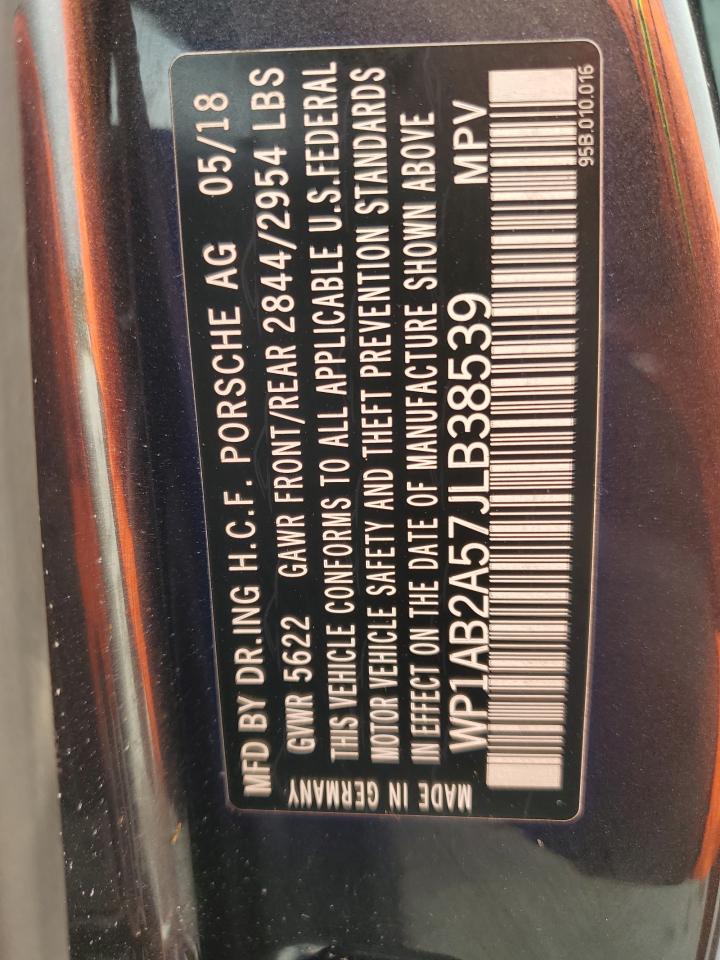 MFD BY DR.ING H.C.F. PORSCHE AG 05/18
GVWR 5622 GAWR FRONT/REAR 2844/2954 LBS
THIS VEHICLE CONFORMS TO ALL APPLICABLE U.S.FEDERAL
MOTOR VEHICLE SAFETY AND THEFT PREVENTION STANDARDS
IN EFFECT ON THE DATE OF MANUFACTURE SHOWN ABOVE
WP1AB2A57JLB38539 MPV
95B.010.016
MADE IN GERMANY